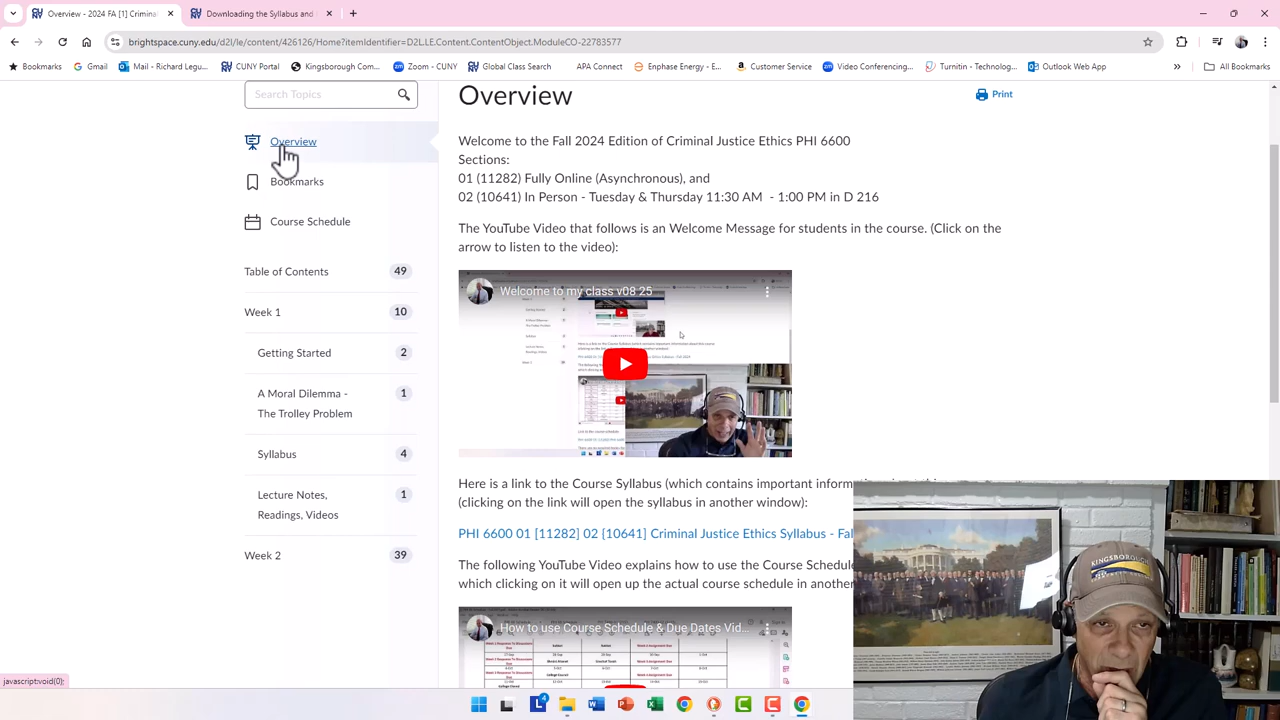 Overview - 2024 FA [1] Criminal
Downloading the Syllabus and
brightspace.cuny.edu/d2l/le/content/426126/Home?itemIdentifier=D2L.LE.Content.ContentObject.ModuleCO-22783577
Bookmarks
Gmail
Mail - Richard Legu...
CUNY Portal
Kingsborough Com...
Zoom - CUNY
Global Class Search
APA Connect
Enphase Energy - E...
Customer Service
Video Conferencing...
Turnitin - Technolog...
Outlook Web App
All Bookmarks
Search Topics
Overview
Bookmarks
Course Schedule
Table of Contents 49
Week 1 10
Getting Started
A Moral Dilemma - 1
The Trolley Problem
Syllabus 4
Lecture Notes, 1
Readings, Videos
Week 2 39
Overview
Print
Welcome to the Fall 2024 Edition of Criminal Justice Ethics PHI 6600
Sections:
01 (11282) Fully Online (Asynchronous), and
02 (10641) In Person - Tuesday & Thursday 11:30 AM - 1:00 PM in D 216
The YouTube Video that follows is an Welcome Message for students in the course. (Click on the
arrow to listen to the video):
Welcome to my class v08 25
Here is a link to the Course Syllabus (which contains important
(clicking on the link will open the syllabus in another window):
PHI 6600 01 [11282] 02 [10641] Criminal Justice Ethics Syllabus - Fal
The following YouTube Video explains how to use the Course Schedule
which clicking on it will open up the actual course schedule in another
How to use Course Schedule & Due Dates Vid...
javascript:void(0);
KINGSBOROUGH